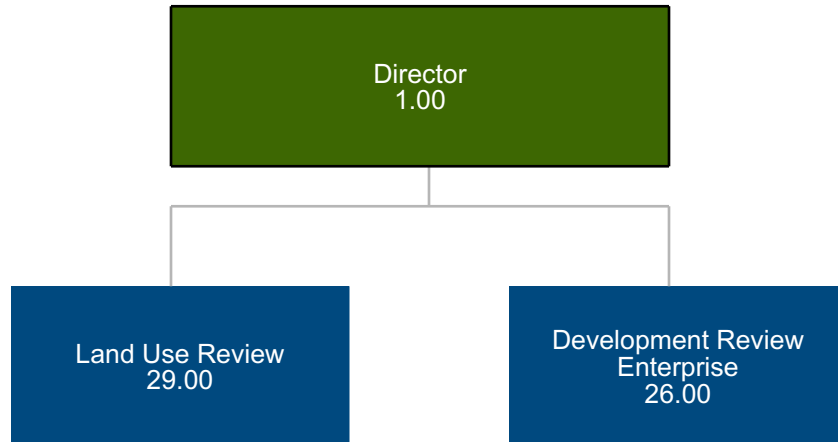 Director
1.00
Land Use Review
29.00
Development Review
Enterprise
26.00